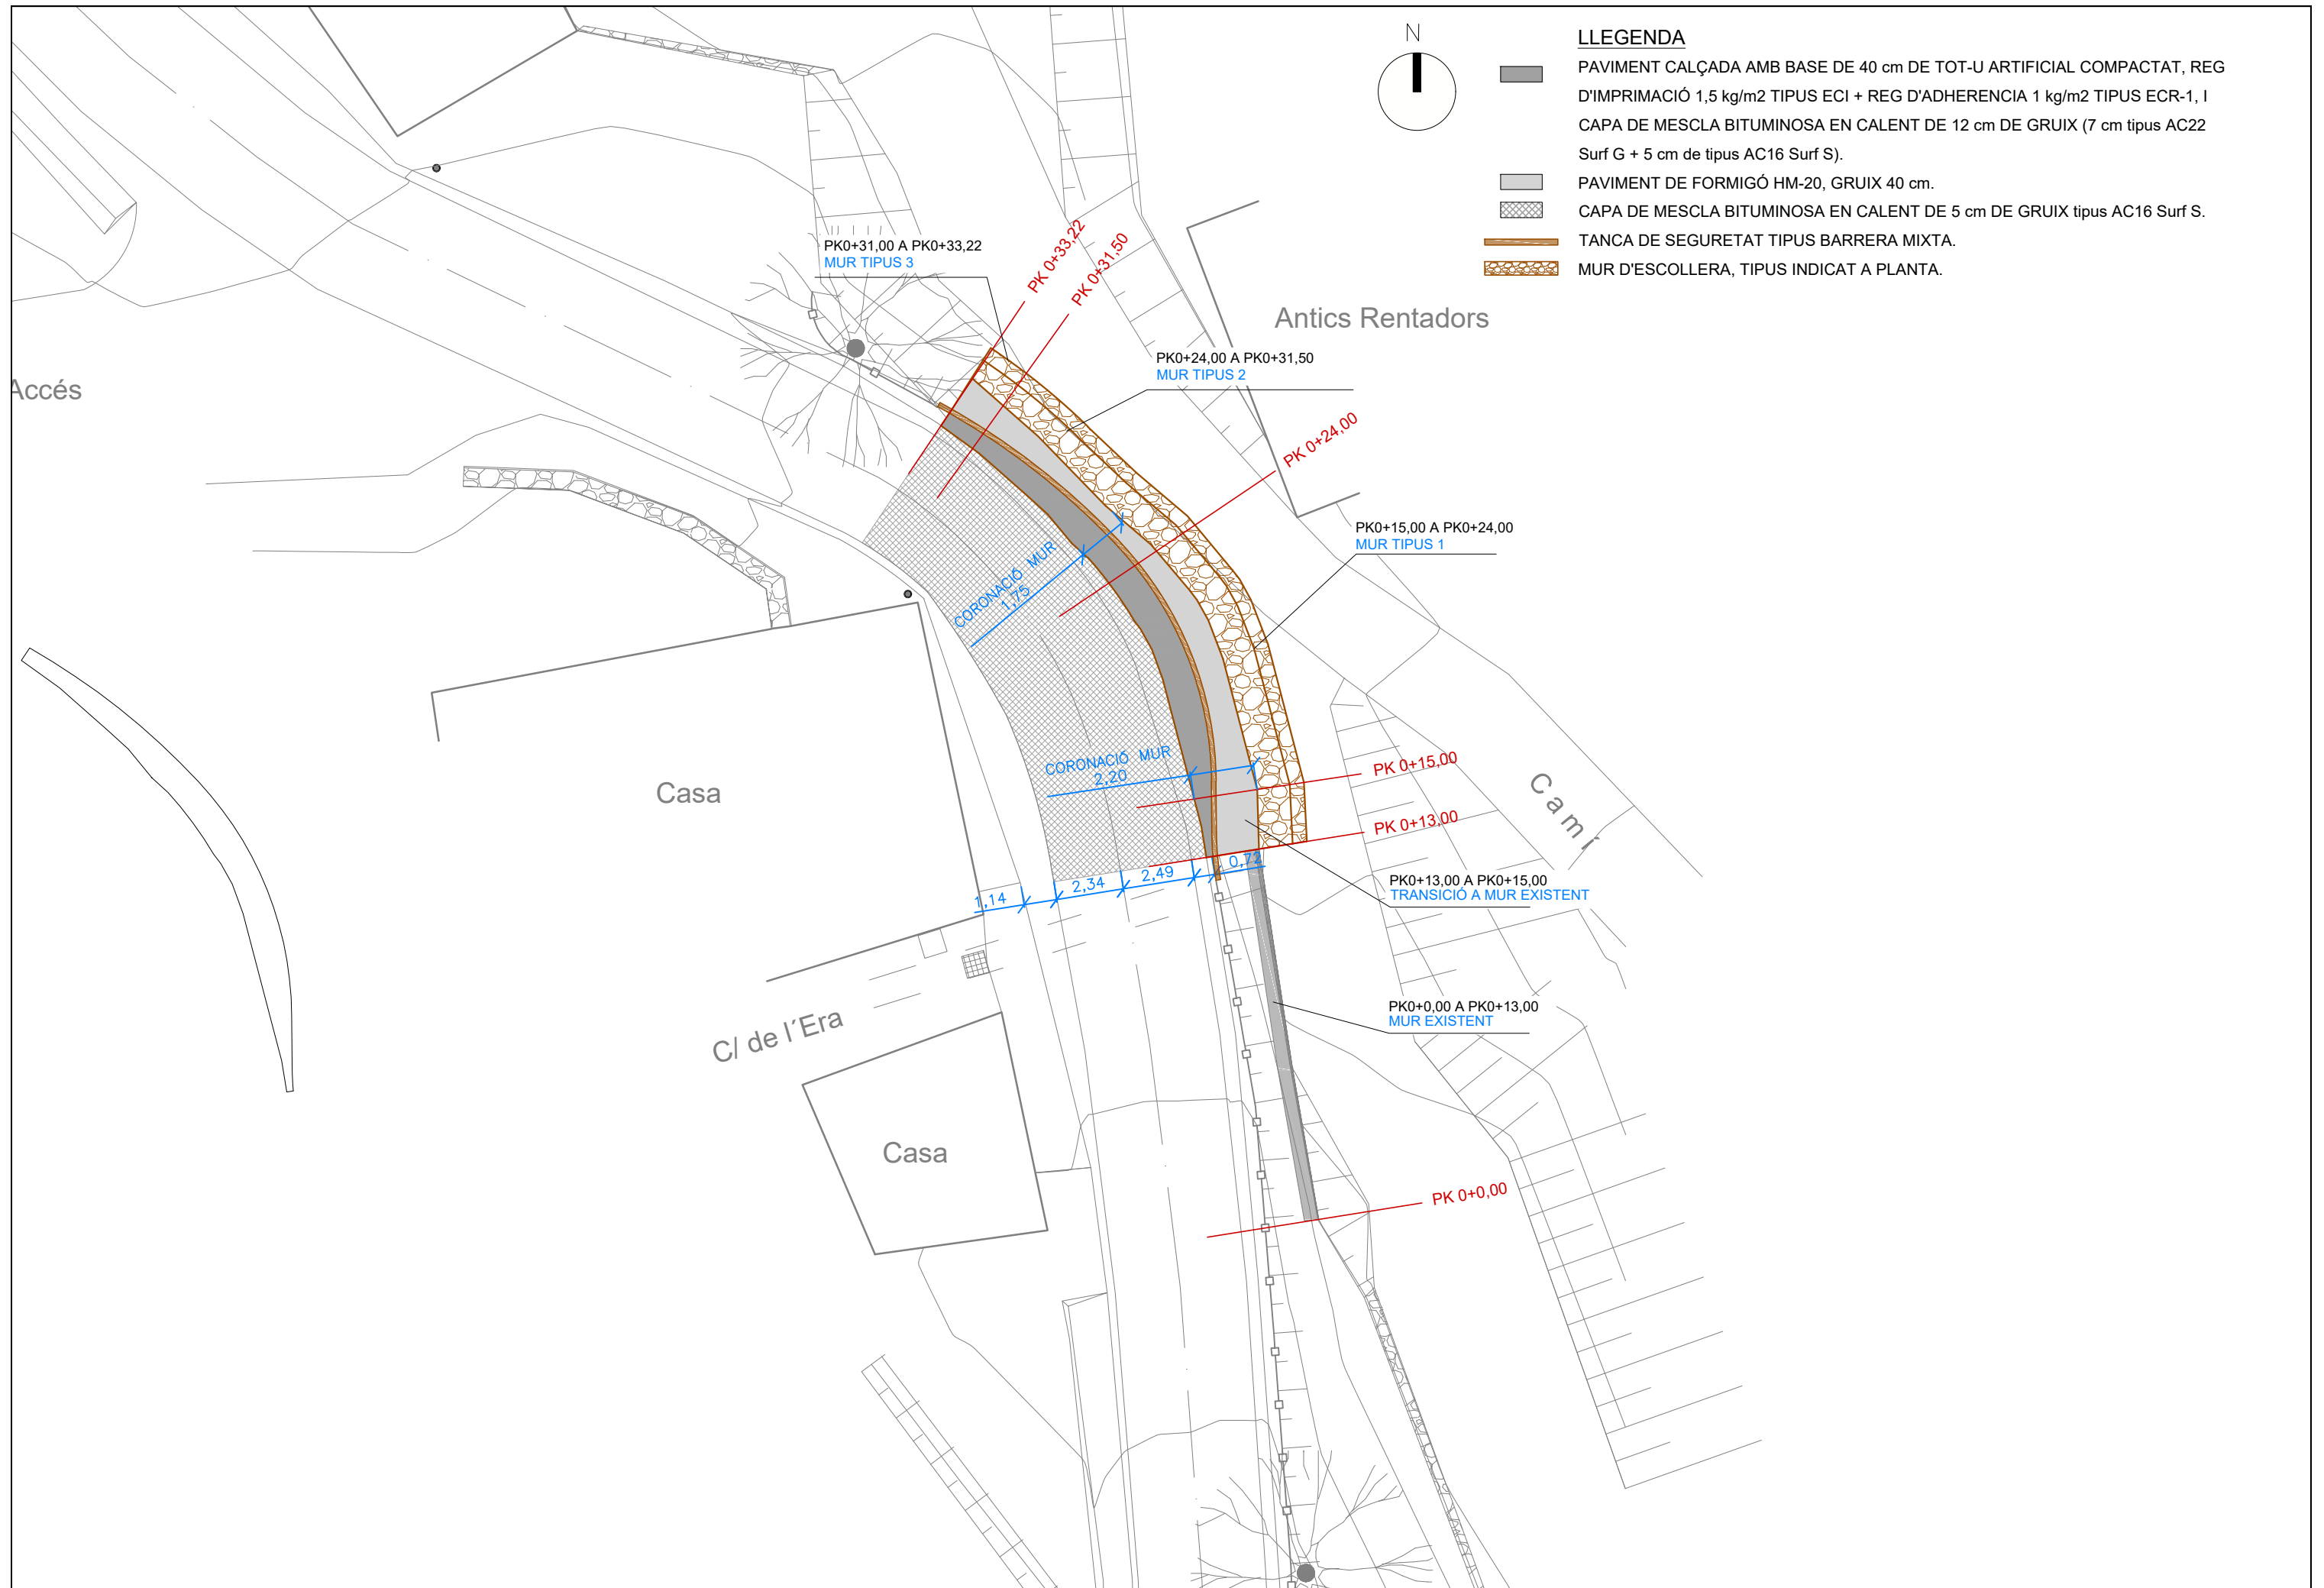 N
LLEGENDA
PAVIMENT CALÇADA AMB BASE DE 40 cm DE TOT-U ARTIFICIAL COMPACTAT, REG
D'IMPRIMACIÓ 1,5 kg/m2 TIPUS ECI + REG D'ADHERENCIA 1 kg/m2 TIPUS ECR-1, I
CAPA DE MESCLA BITUMINOSA EN CALENT DE 12 cm DE GRUIX (7 cm tipus AC22
Surf G + 5 cm de tipus AC16 Surf S).
PAVIMENT DE FORMIGÓ HM-20, GRUIX 40 cm.
CAPA DE MESCLA BITUMINOSA EN CALENT DE 5 cm DE GRUIX tipus AC16 Surf S.
TANCA DE SEGURETAT TIPUS BARRERA MIXTA.
MUR D'ESCOLLERA, TIPUS INDICAT A PLANTA.
PK0+31,00 A PK0+33,22
MUR TIPUS 3
PK 0+33,22
PK 0+31,50
Antics Rentadors
PK0+24,00 A PK0+31,50
MUR TIPUS 2
Accés
PK 0+24,00
PK0+15,00 A PK0+24,00
MUR TIPUS 1
CORONACIÓ MUR
1,75
CORONACIÓ MUR
2,20
PK 0+15,00
Casa
Camí
PK 0+13,00
1,14
2,34
2,49
0,72
PK0+13,00 A PK0+15,00
TRANSICIÓ A MUR EXISTENT
PK0+0,00 A PK0+13,00
MUR EXISTENT
C/ de l´Era
Casa
PK 0+0,00